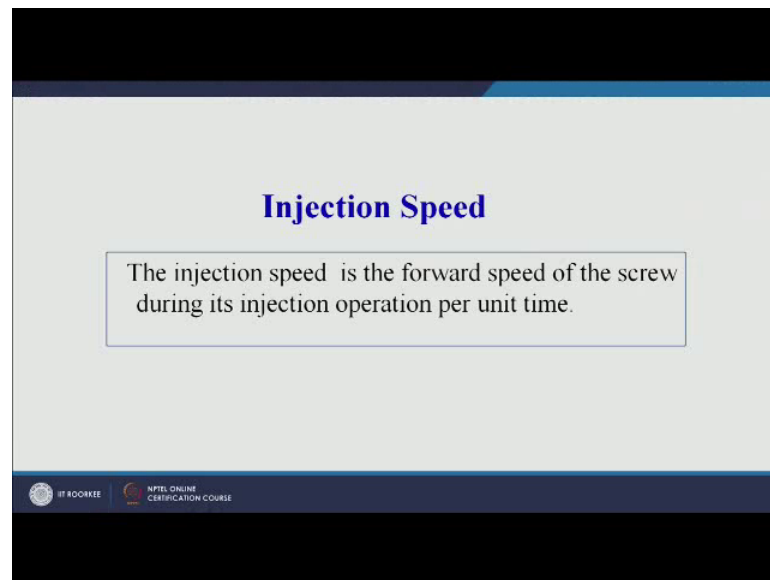 Injection Speed
The injection speed is the forward speed of the screw
during its injection operation per unit time.
IIT ROORKEE
NPTEL ONLINE
CERTIFICATION COURSE